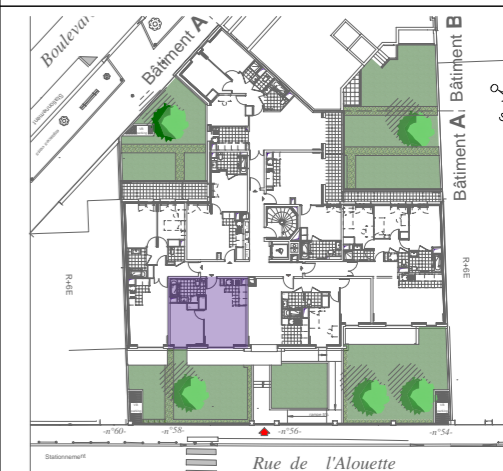 Boulevard
Bâtiment A
Bâtiment B
Bâtiment A
R+6E
R+6E
-n°60-
-n°58-
-n°56-
-n°54-
Stationnement
Rue de l'Alouette